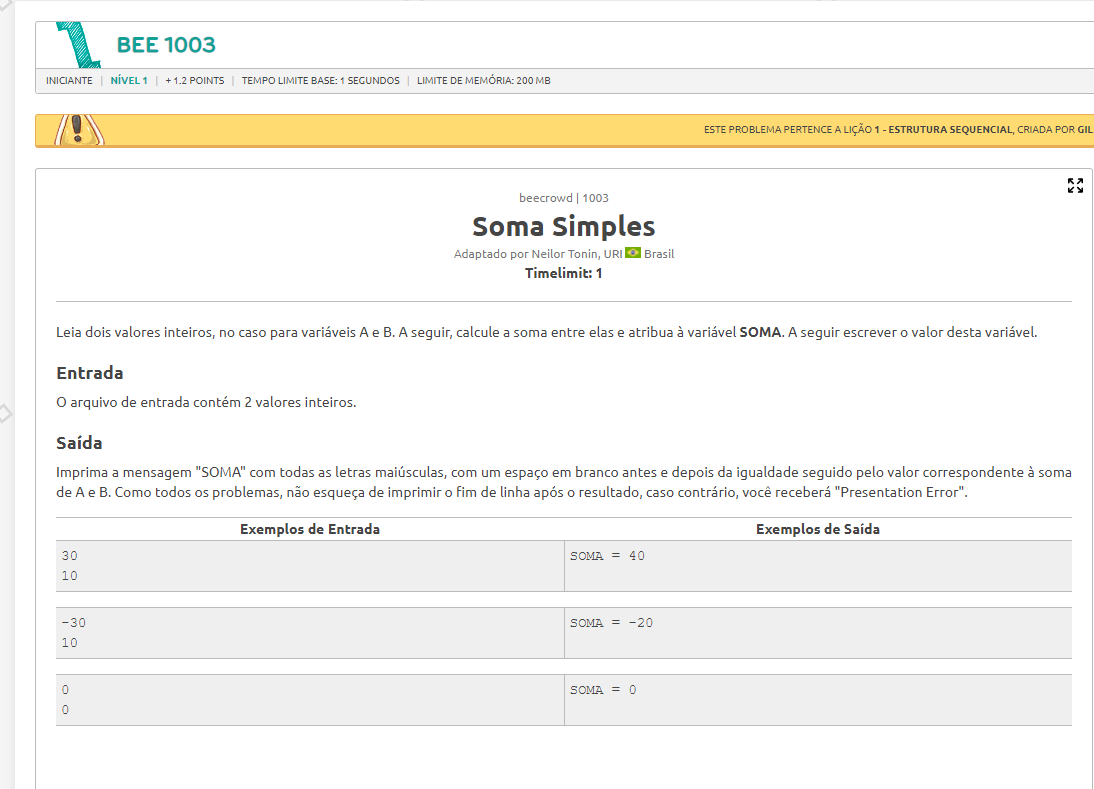 BEE 1003
INICIANTE | NÍVEL 1 | + 1.2 POINTS | TEMPO LIMITE BASE: 1 SEGUNDOS | LIMITE DE MEMÓRIA: 200 MB
ESTE PROBLEMA PERTENCE A LIÇÃO 1 - ESTRUTURA SEQUENCIAL, CRIADA POR GIL
beecrowd | 1003
Soma Simples
Adaptado por Neilor Tonin, URI Brasil
Timelimit: 1
Leia dois valores inteiros, no caso para variáveis A e B. A seguir, calcule a soma entre elas e atribua à variável SOMA. A seguir escrever o valor desta variável.
Entrada
O arquivo de entrada contém 2 valores inteiros.
Saída
Imprima a mensagem "SOMA" com todas as letras maiúsculas, com um espaço em branco antes e depois da igualdade seguido pelo valor correspondente à soma
de A e B. Como todos os problemas, não esqueça de imprimir o fim de linha após o resultado, caso contrário, você receberá "Presentation Error".
Exemplos de Entrada Exemplos de Saída
30 SOMA = 40
10
-30 SOMA = -20
10
0 SOMA = 0
0